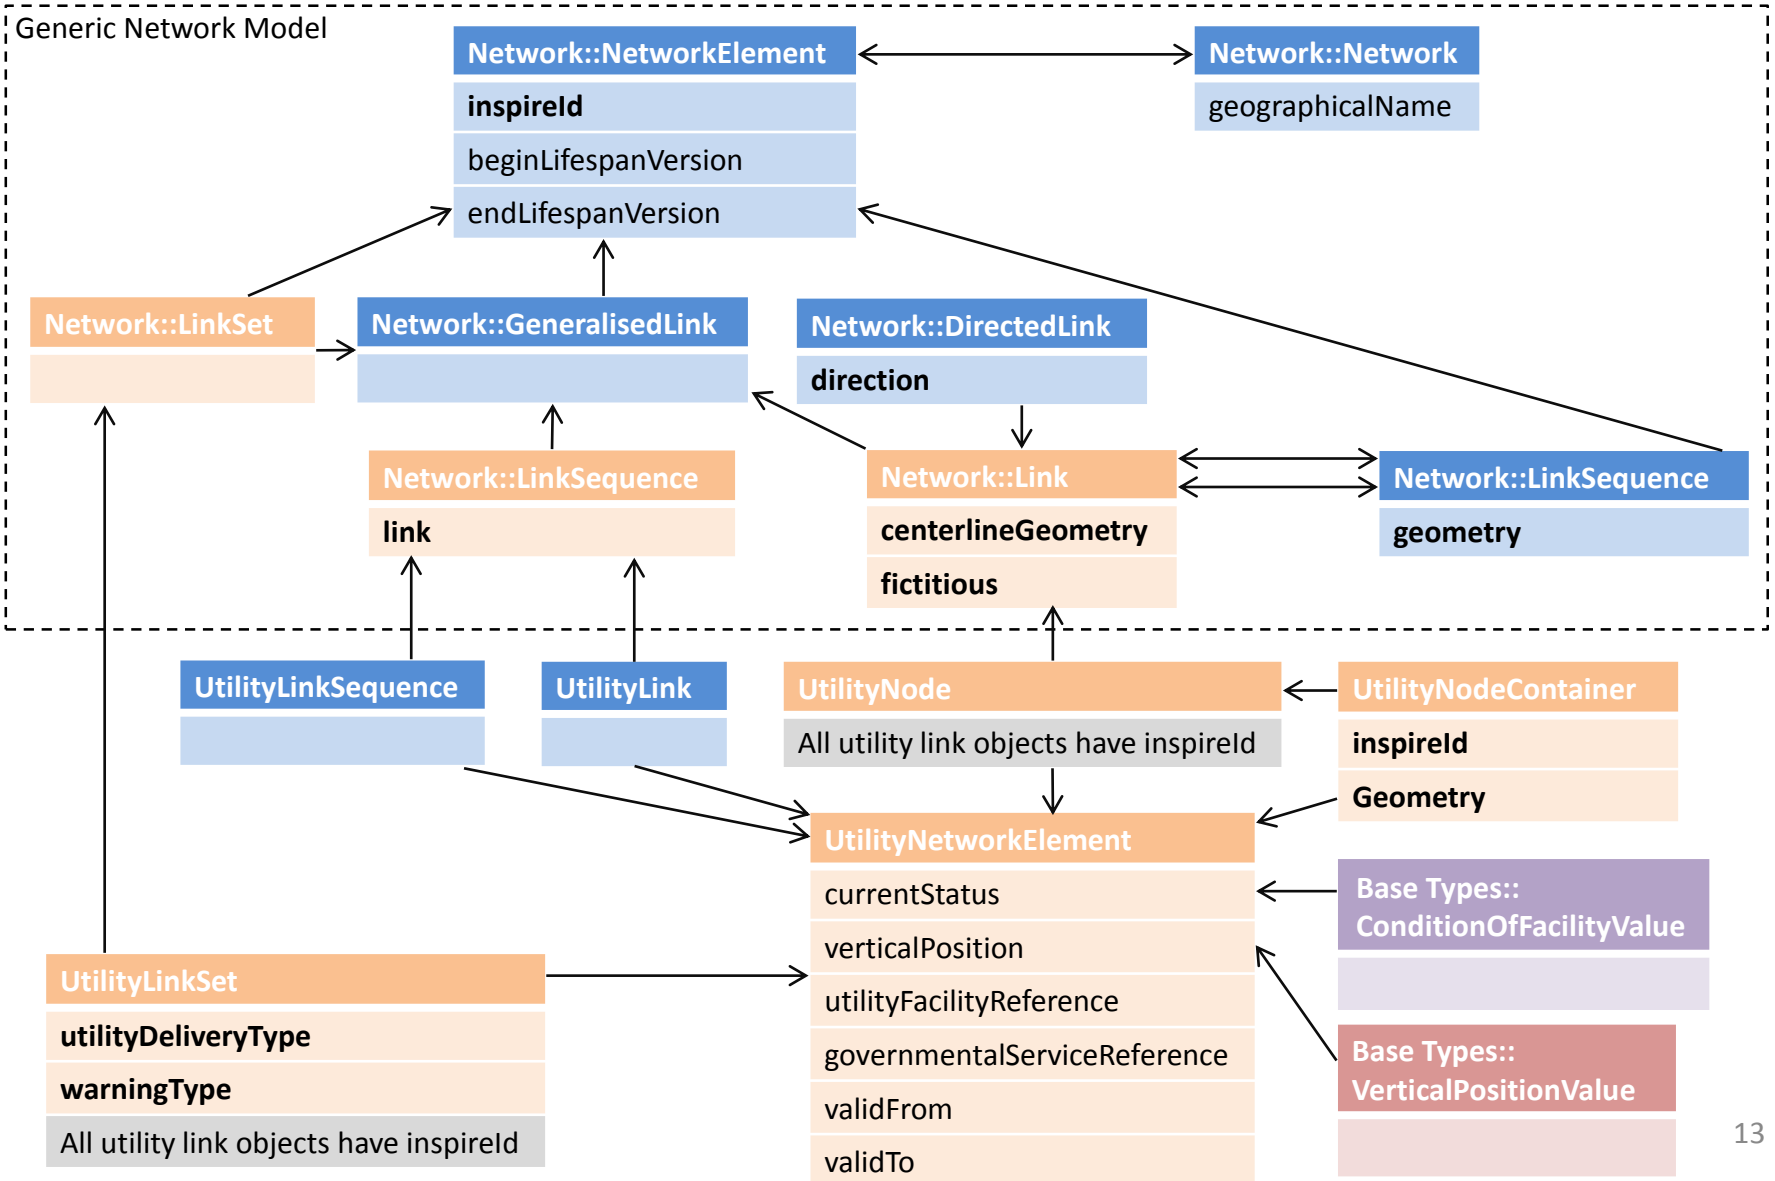 Generic Network Model
Network::NetworkElement
inspireId
beginLifespanVersion
endLifespanVersion
Network::Network
geographicalName
Network::LinkSet
Network::GeneralisedLink
Network::DirectedLink
direction
Network::LinkSequence
link
Network::Link
centerlineGeometry
fictitious
Network::LinkSequence
geometry
UtilityLinkSequence
UtilityLink
UtilityNode
All utility link objects have inspireId
UtilityNodeContainer
inspireId
Geometry
UtilityNetworkElement
currentStatus
verticalPosition
utilityFacilityReference
governmentalServiceReference
validFrom
validTo
Base Types::
ConditionOfFacilityValue
Base Types::
VerticalPositionValue
UtilityLinkSet
utilityDeliveryType
warningType
All utility link objects have inspireId
13